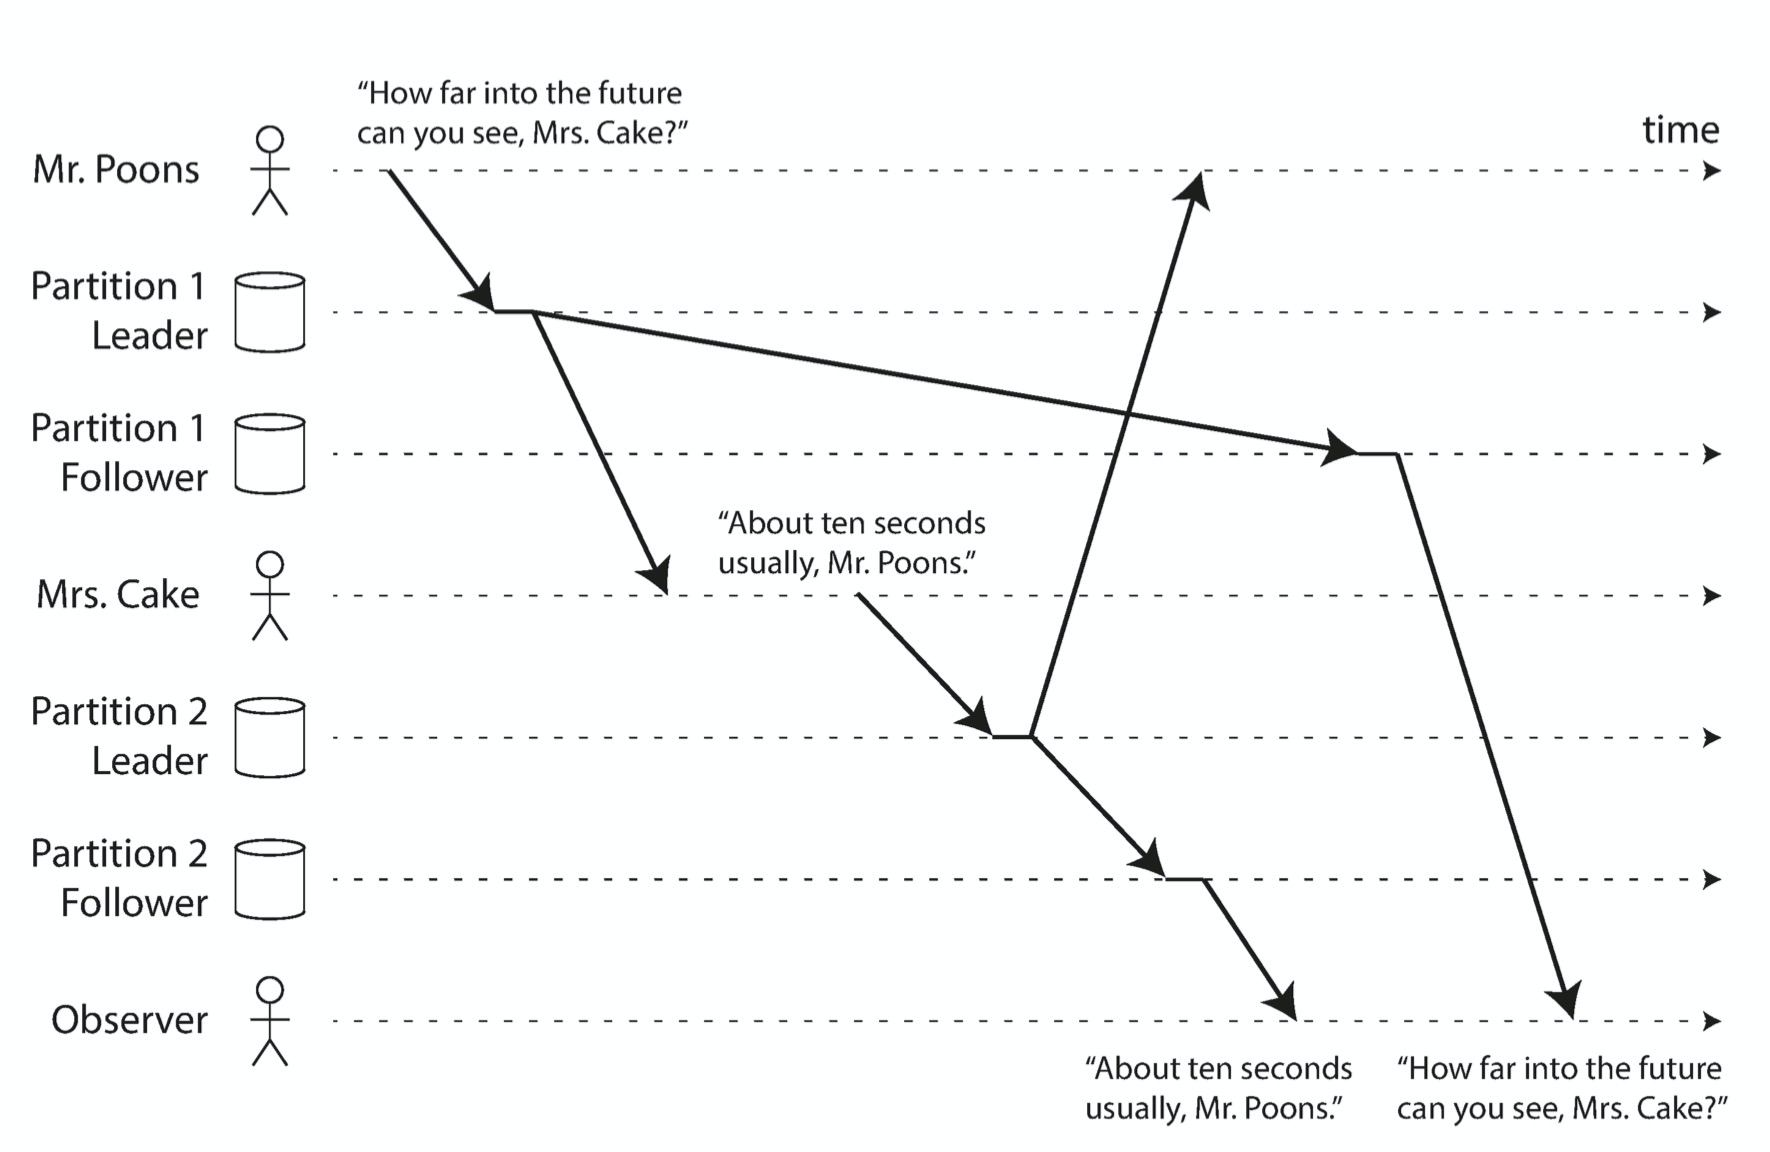 “How far into the future
can you see, Mrs. Cake?”
time
Mr. Poons
Partition 1
Leader
Partition 1
Follower
“About ten seconds
usually, Mr. Poons.”
Mrs. Cake
Partition 2
Leader
Partition 2
Follower
Observer
“About ten seconds
usually, Mr. Poons.”
“How far into the future
can you see, Mrs. Cake?”